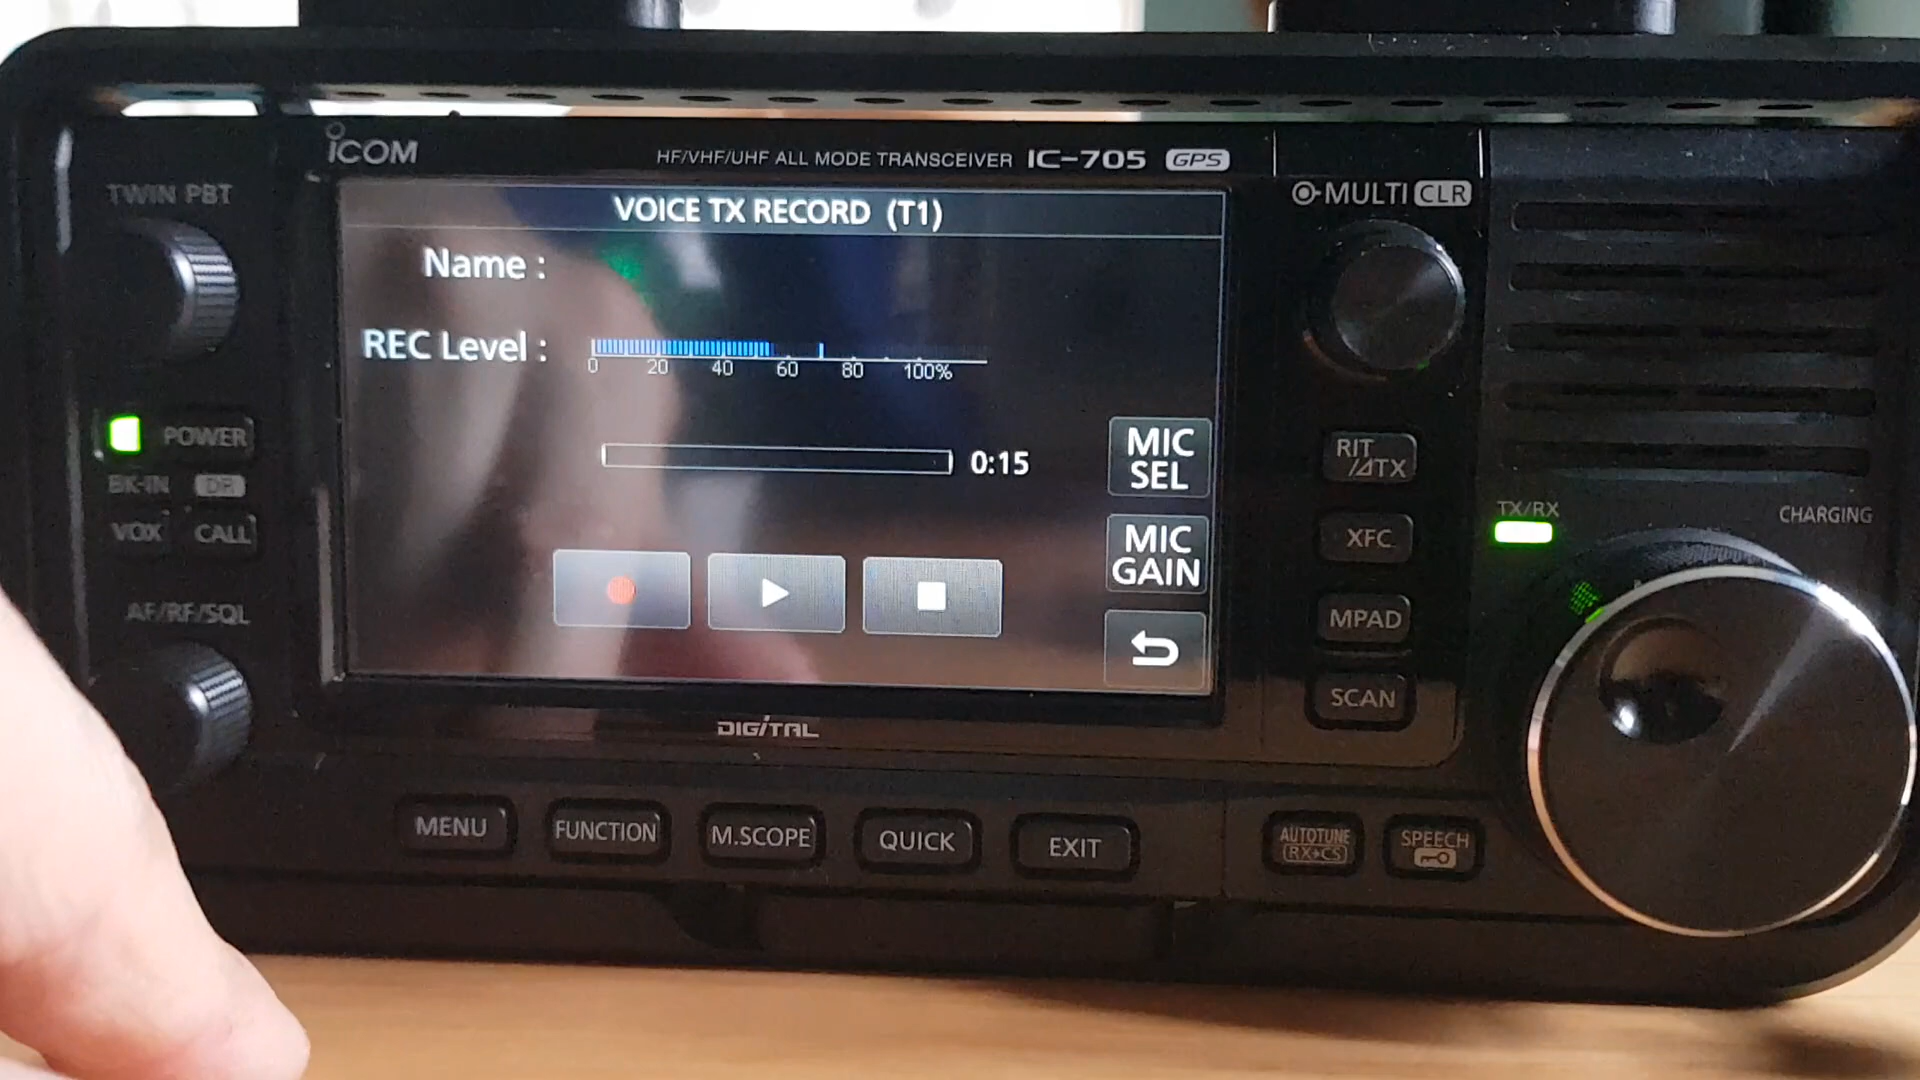 ICOM
HF/VHF/UHF ALL MODE TRANSCEIVER IC-705 GPS
TWIN PBT
MULTI CLR
VOICE TX RECORD (T1)
Name :
REC Level :
0 20 40 60 80 100%
0:15
MIC SEL
MIC GAIN
POWER
BK-IN DR
VOX CALL
AF/RF/SQL
RIT /⊿TX
XFC
MPAD
SCAN
TX/RX
CHARGING
DIGITAL
MENU FUNCTION M.SCOPE QUICK EXIT
AUTOTUNE RX→CS
SPEECH